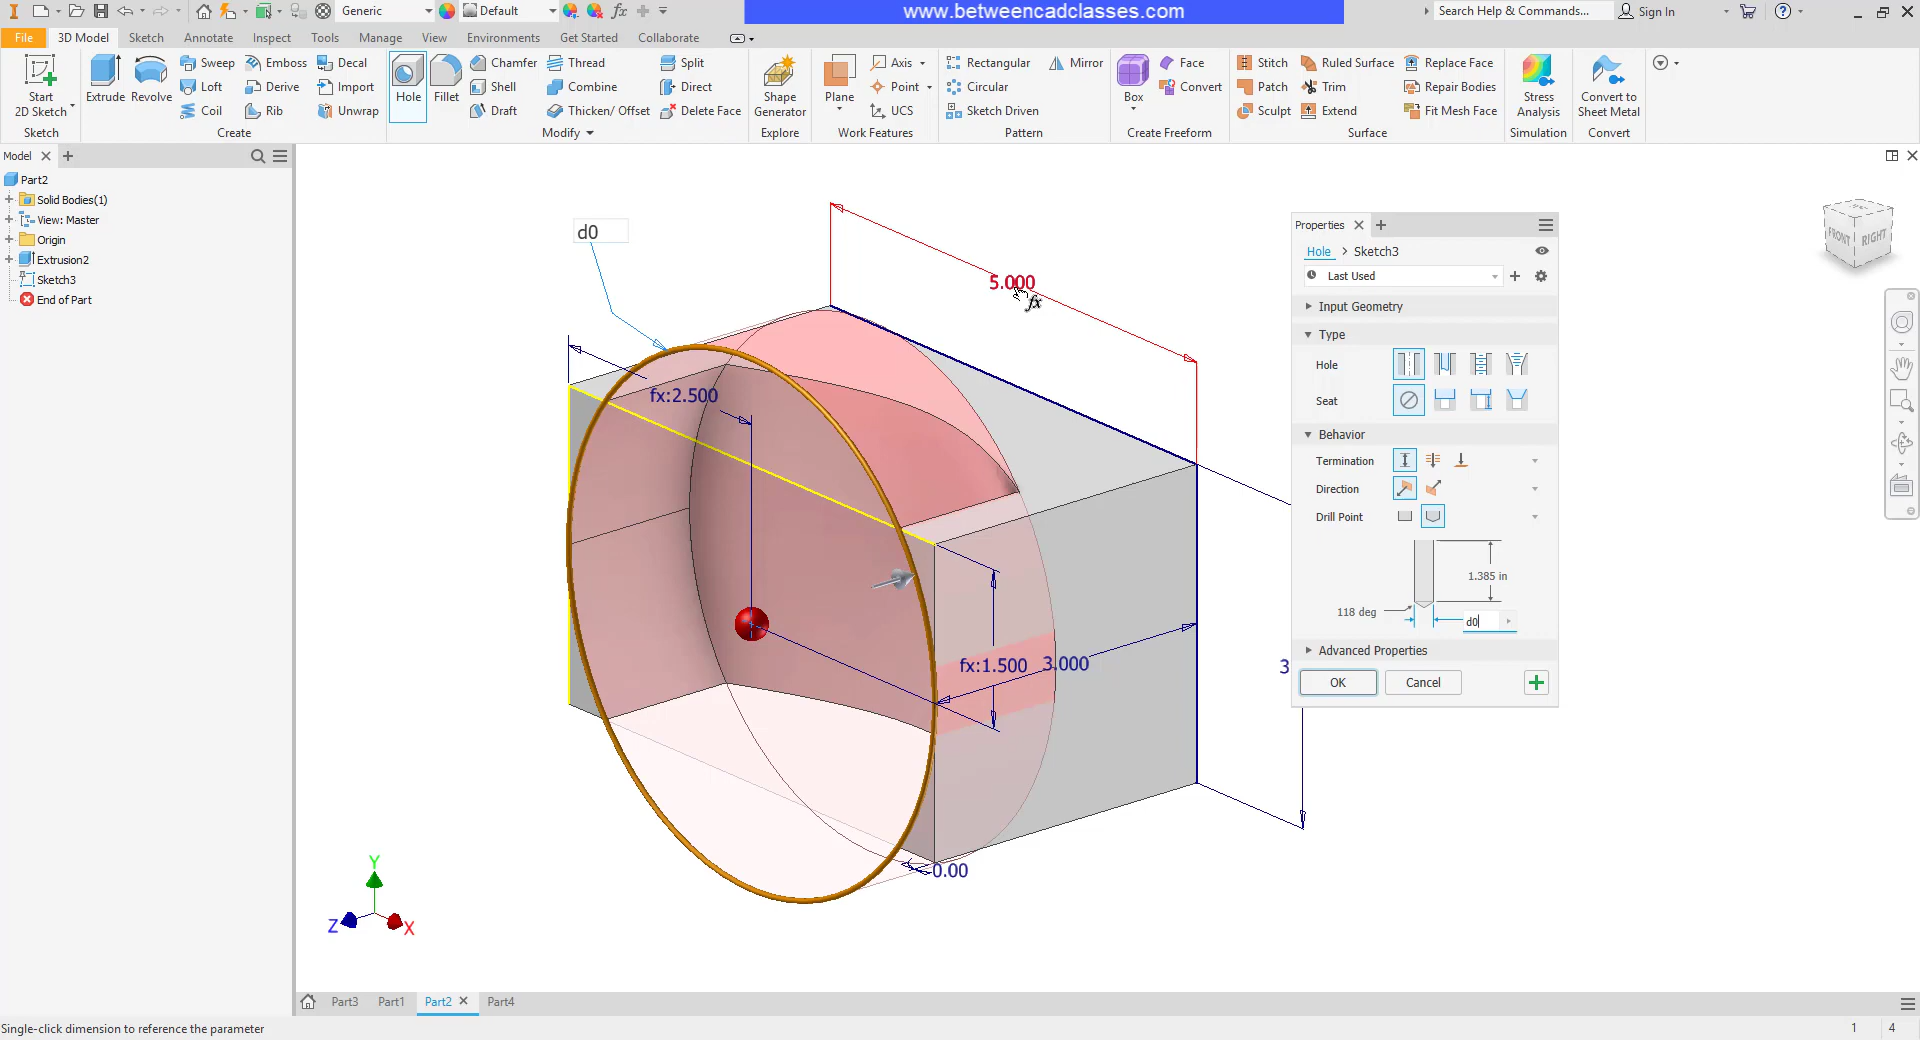 Generic
Default
fx
www.betweencadclasses.com
Search Help & Commands...
Sign In
File
3D Model
Sketch
Annotate
Inspect
Tools
Manage
View
Environments
Get Started
Collaborate
Start
2D Sketch
Sketch
Extrude
Revolve
Sweep
Loft
Coil
Emboss
Derive
Rib
Decal
Import
Unwrap
Create
Hole
Fillet
Chamfer
Shell
Draft
Thread
Combine
Thicken/ Offset
Split
Direct
Delete Face
Modify
Shape
Generator
Explore
Plane
Axis
Point
UCS
Work Features
Rectangular
Circular
Sketch Driven
Mirror
Pattern
Box
Face
Convert
Create Freeform
Stitch
Patch
Sculpt
Ruled Surface
Trim
Extend
Replace Face
Repair Bodies
Fit Mesh Face
Surface
Stress
Analysis
Simulation
Convert to
Sheet Metal
Convert
Model
Part2
Solid Bodies(1)
View: Master
Origin
Extrusion2
Sketch3
End of Part
d0
5.000
fx
fx:2.500
fx:1.500
3.000
3
0.00
FRONT
RIGHT
Properties
Hole > Sketch3
Last Used
Input Geometry
Type
Hole
Seat
Behavior
Termination
Direction
Drill Point
1.385 in
118 deg
d0
Advanced Properties
OK
Cancel
Y
Z
X
Part3
Part1
Part2
Part4
Single-click dimension to reference the parameter
1
4